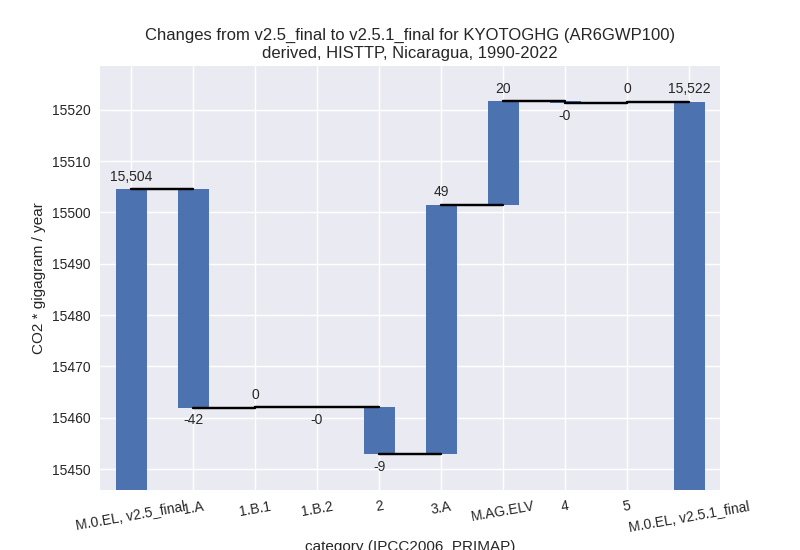 Changes from v2.5_final to v2.5.1_final for KYOTOGHG (AR6GWP100)
derived, HISTTP, Nicaragua, 1990-2022
CO2 * gigagram / year
15520
15510
15500
15490
15480
15470
15460
15450
15,504
-42
0
-0
-9
49
20
-0
0
15,522
M.0.EL, v2.5_final
1.A
1.B.1
1.B.2
2
3.A
M.AG.ELV
4
5
M.0.EL, v2.5.1_final
category (IPCC2006_PRIMAP)